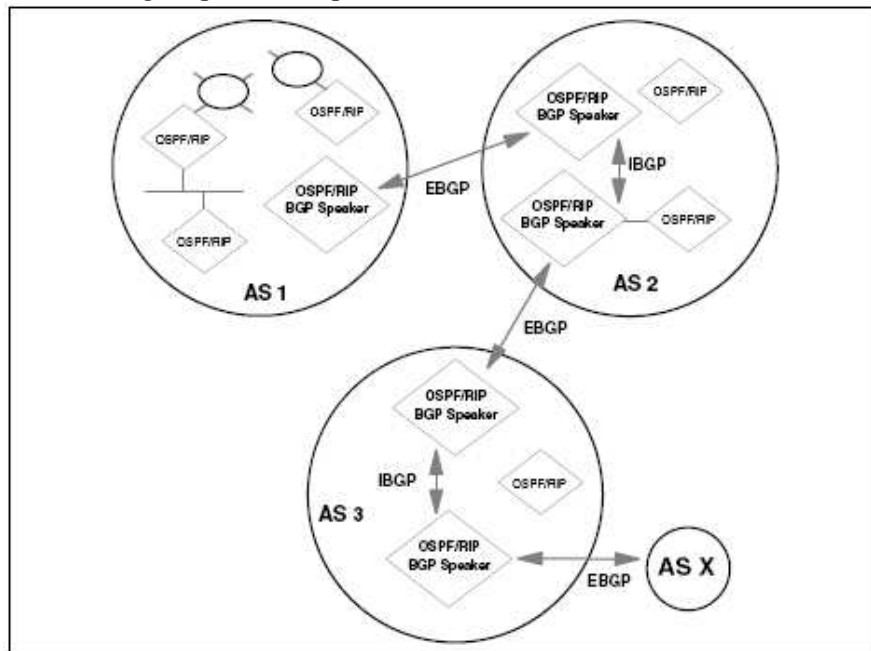 OSPF/RIP
OSPF/RIP
OSPF/RIP
BGP Speaker
OSPF/RIP
AS 1
EBGP
OSPF/RIP
BGP Speaker
OSPF/RIP
IBGP
OSPF/RIP
BGP Speaker
OSPF/RIP
AS 2
EBGP
OSPF/RIP
BGP Speaker
IBGP
OSPF/RIP
AS 3
OSPF/RIP
BGP Speaker
EBGP
AS X